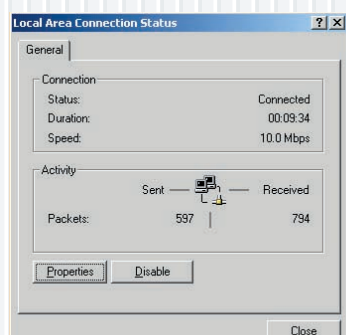 Local Area Connection Status
General
Connection
Status: Connected
Duration: 00:09:34
Speed: 10.0 Mbps
Activity
Sent Received
Packets: 597 794
Properties Disable
Close